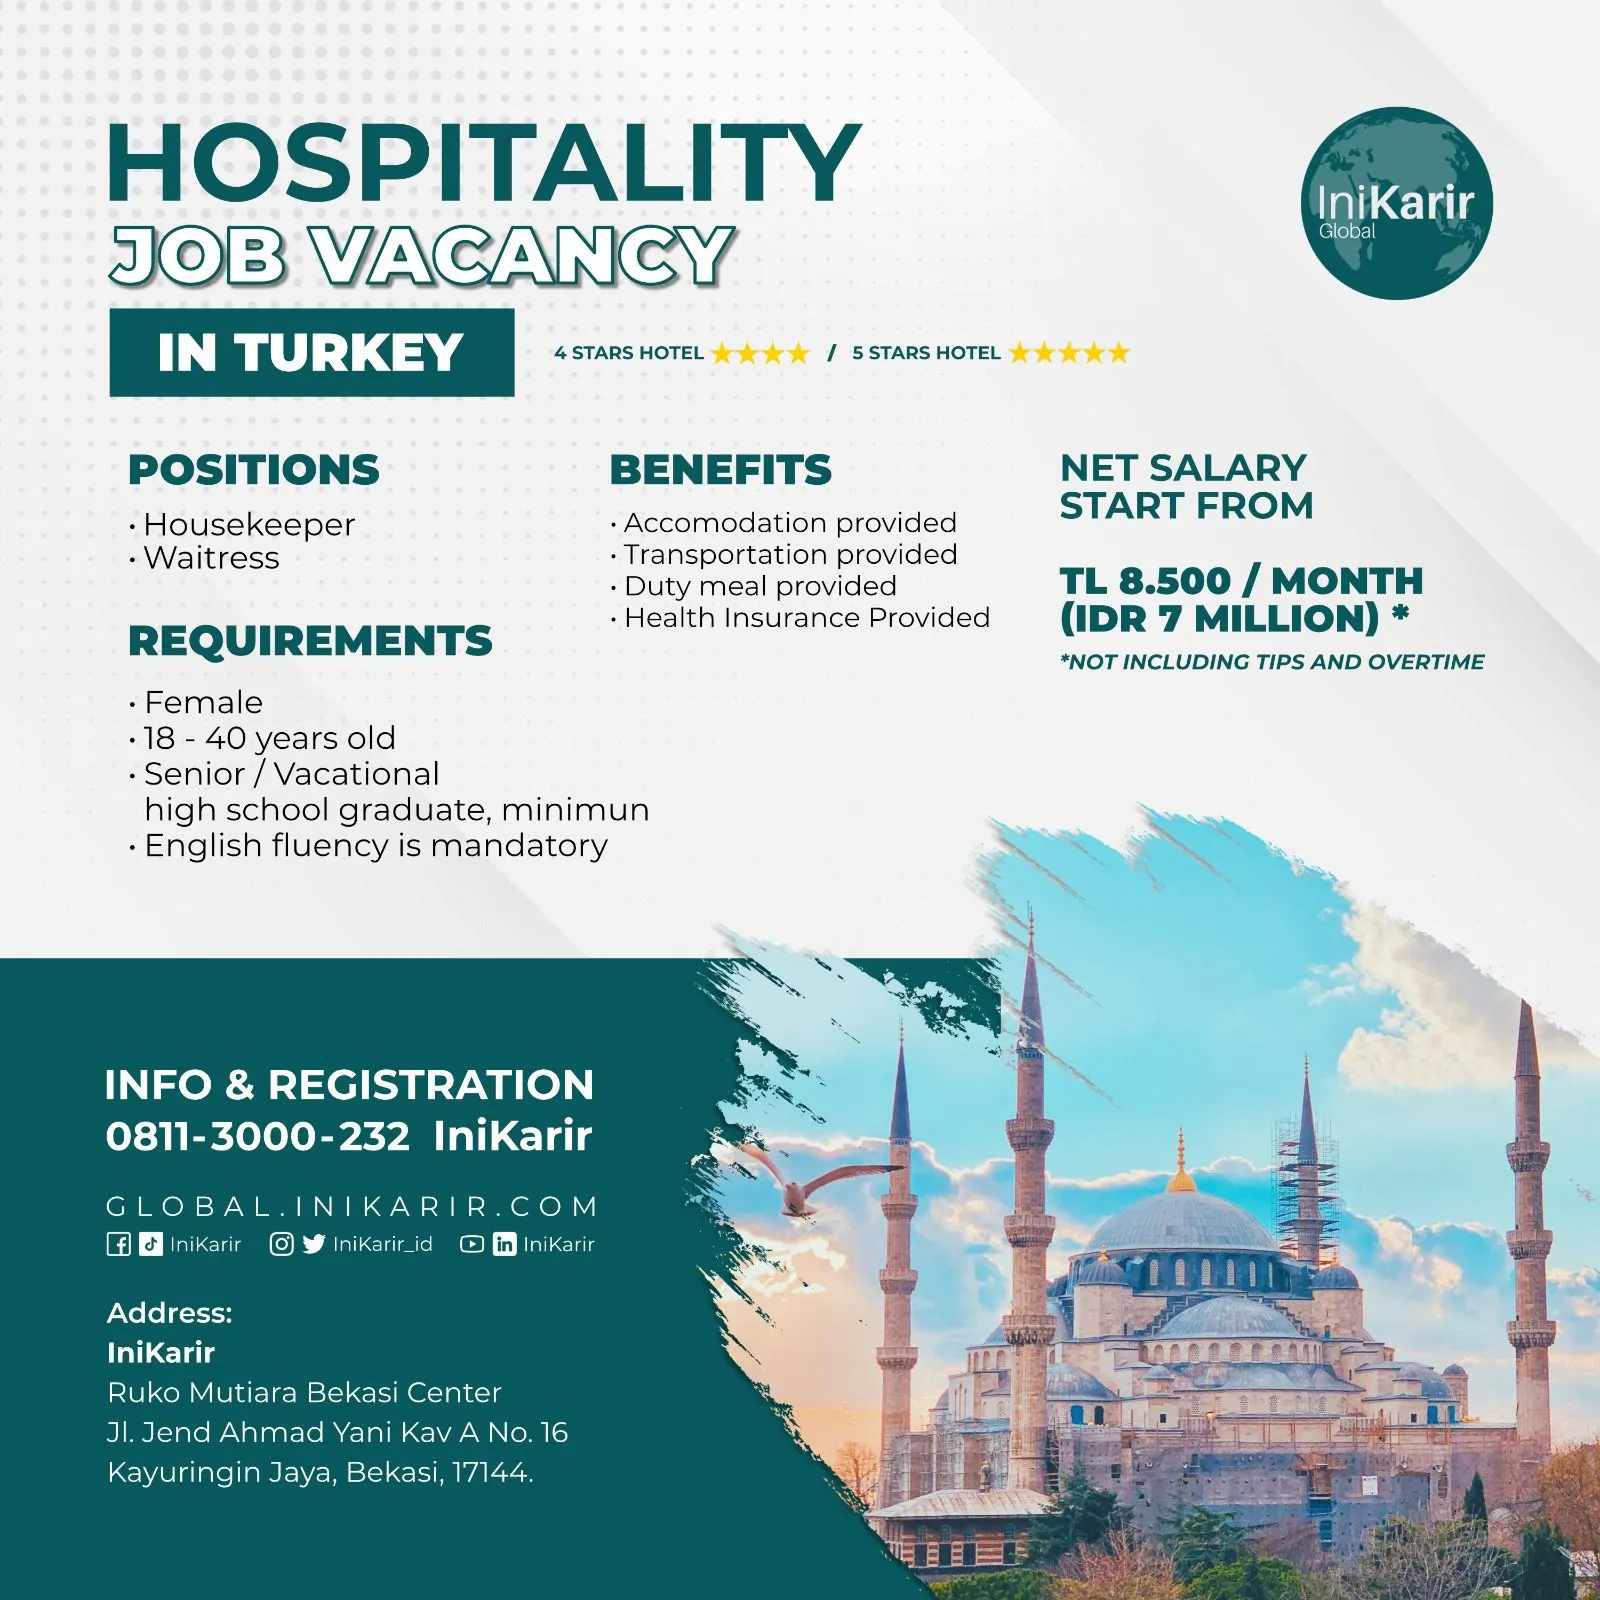 HOSPITALITY
JOB VACANCY
IN TURKEY
4 STARS HOTEL / 5 STARS HOTEL
IniKarir
Global
POSITIONS
• Housekeeper
• Waitress
REQUIREMENTS
• Female
• 18 - 40 years old
• Senior / Vacational
high school graduate, minimun
• English fluency is mandatory
BENEFITS
• Accomodation provided
• Transportation provided
• Duty meal provided
• Health Insurance Provided
NET SALARY
START FROM
TL 8.500 / MONTH
(IDR 7 MILLION) *
*NOT INCLUDING TIPS AND OVERTIME
INFO & REGISTRATION
0811-3000-232 IniKarir
GLOBAL.INIKARIR.COM
IniKarir IniKarir_id IniKarir
Address:
IniKarir
Ruko Mutiara Bekasi Center
Jl. Jend Ahmad Yani Kav A No. 16
Kayuringin Jaya, Bekasi, 17144.